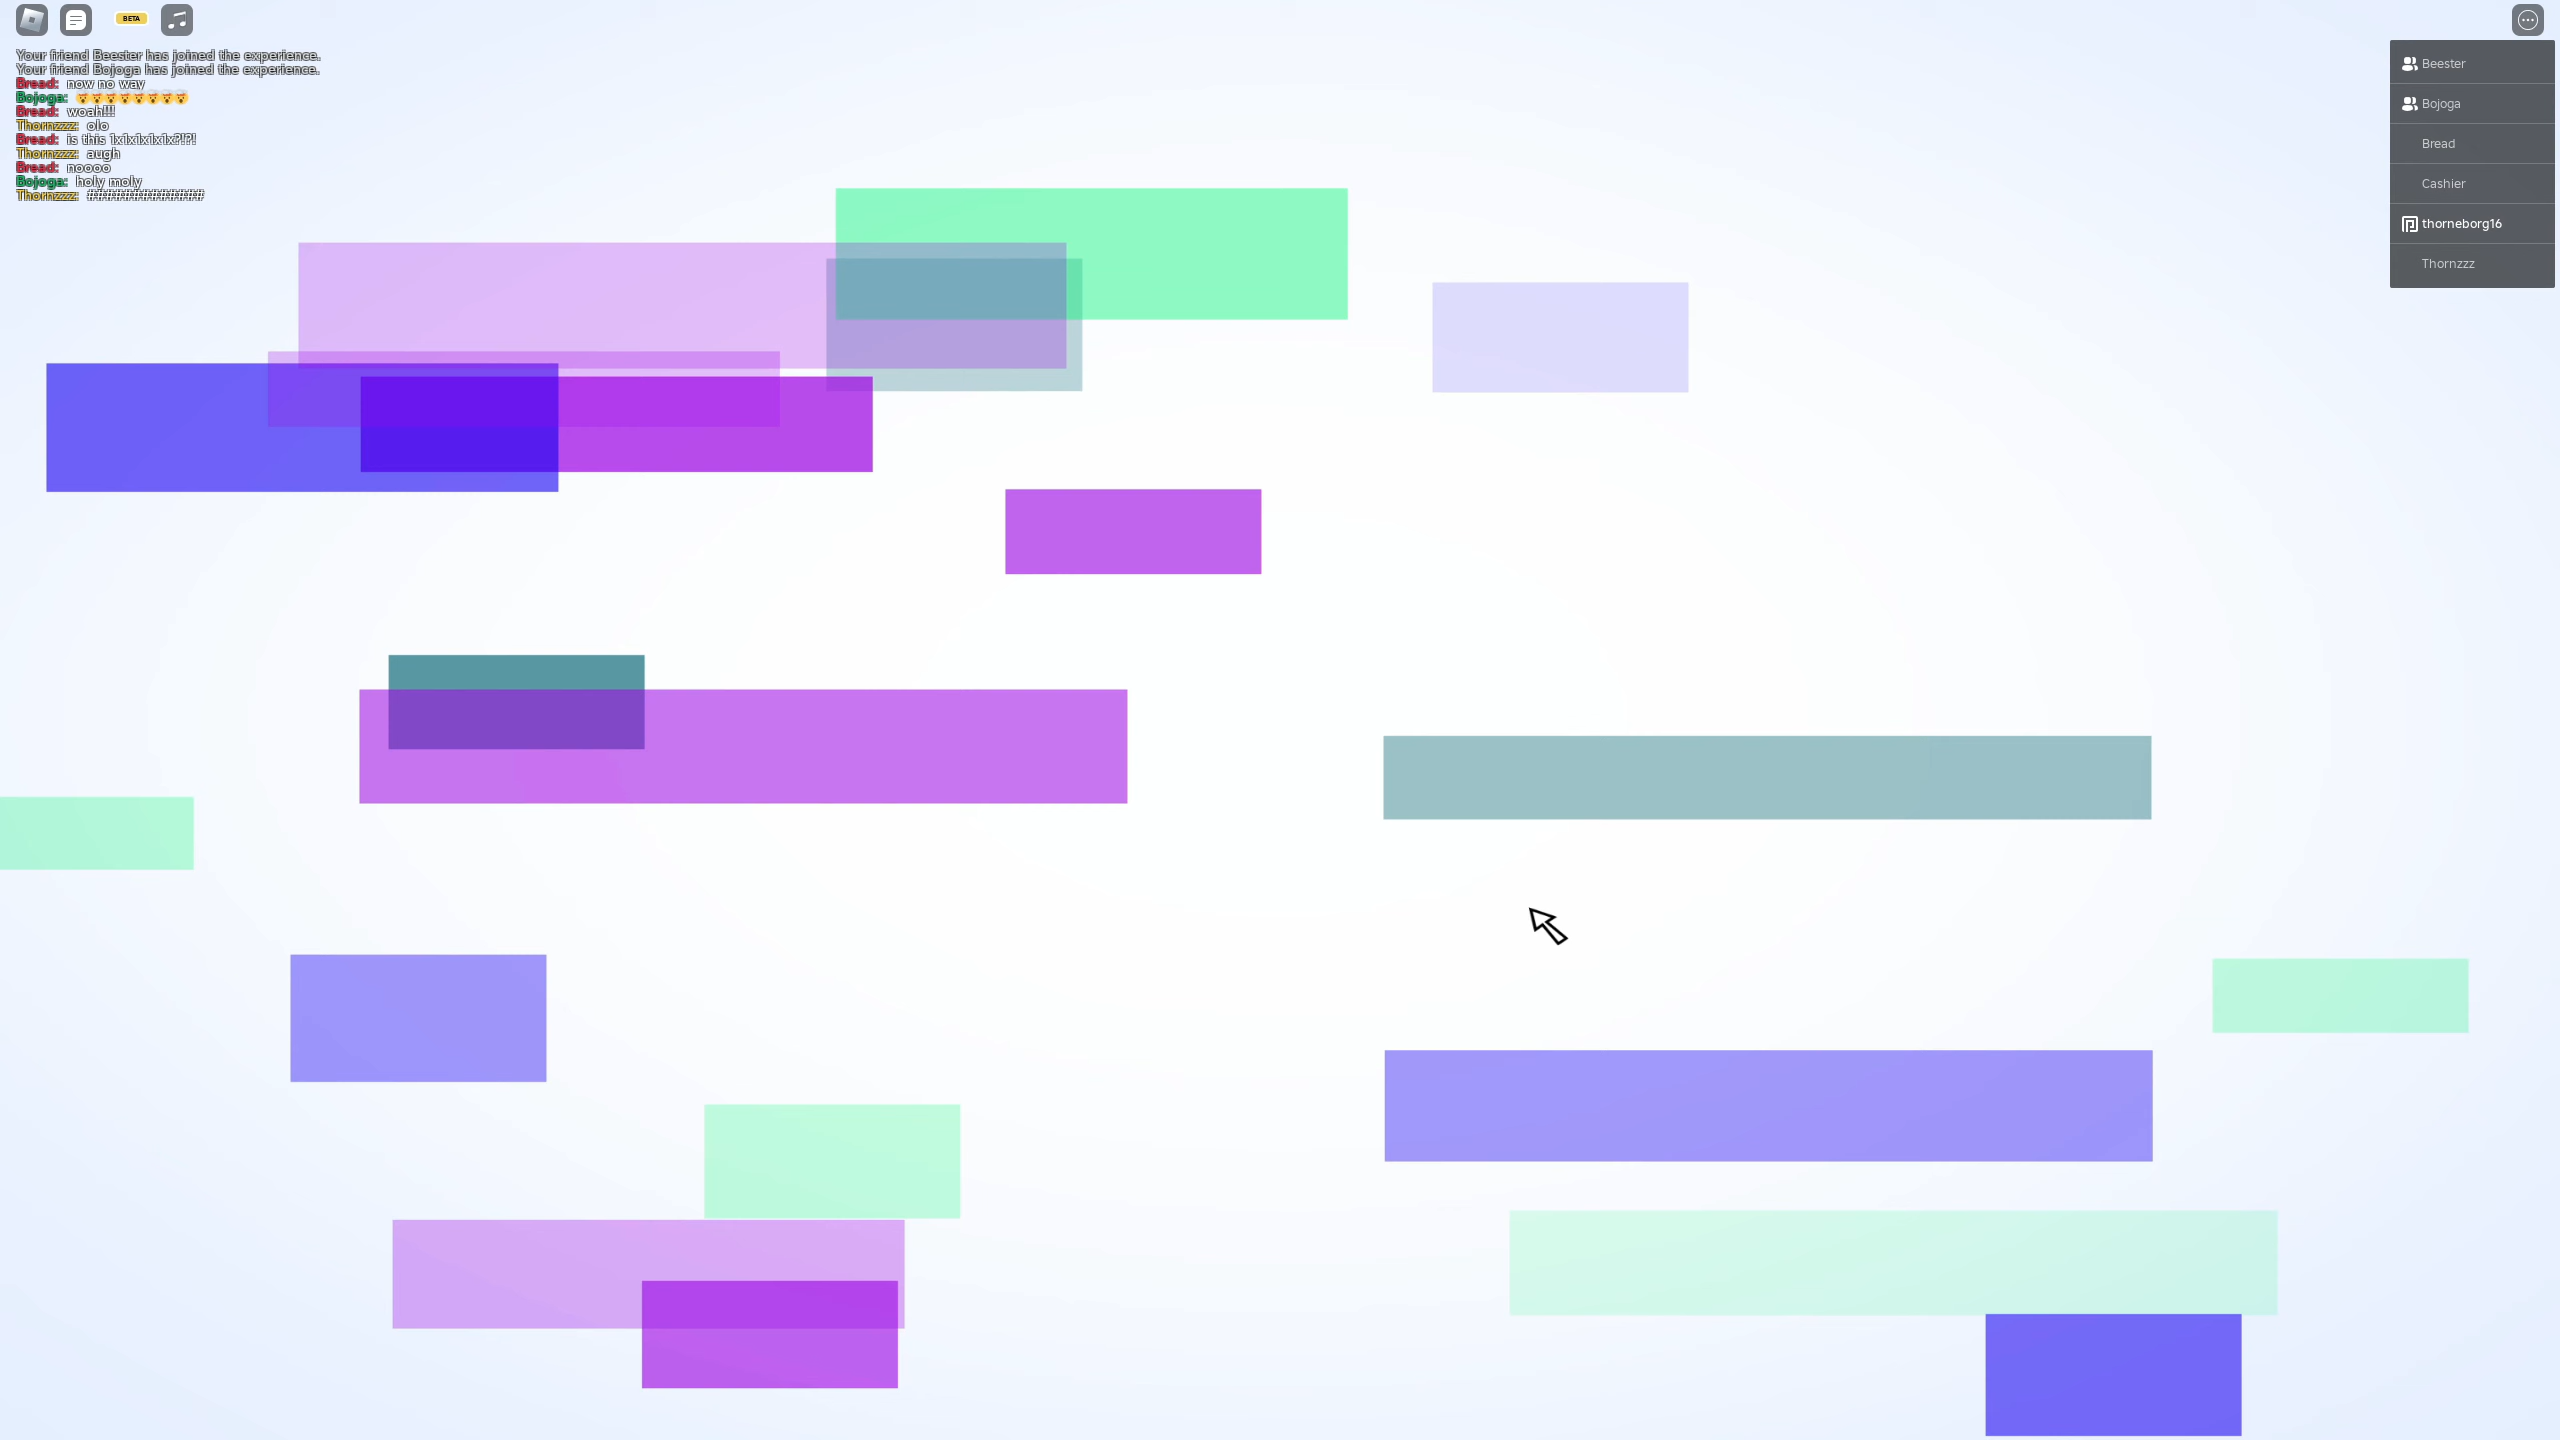 BETA
Your friend Beester has joined the experience.
Your friend Bojoga has joined the experience.
Bread: now no way
Bojoga: 🤯🤯🤯🤯🤯🤯🤯🤯
Bread: woah!!!
Thornzzz: olo
Bread: is this 1x1x1x1x1x?!?!
Thornzzz: augh
Bread: noooo
Bojoga: holy moly
Thornzzz: ################
Beester
Bojoga
Bread
Cashier
thorneborg16
Thornzzz